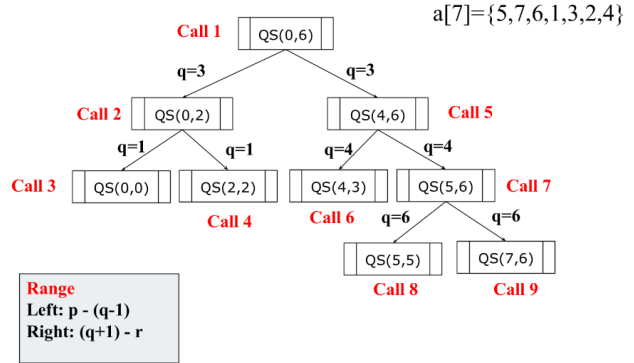 a[7]={5,7,6,1,3,2,4}
Call 1
QS(0,6)
q=3
q=3
Call 2
QS(0,2)
QS(4,6)
Call 5
q=1
q=1
q=4
q=4
Call 3
QS(0,0)
QS(2,2)
QS(4,3)
QS(5,6)
Call 7
Call 4
Call 6
q=6
q=6
QS(5,5)
QS(7,6)
Call 8
Call 9
Range
Left: p - (q-1)
Right: (q+1) - r